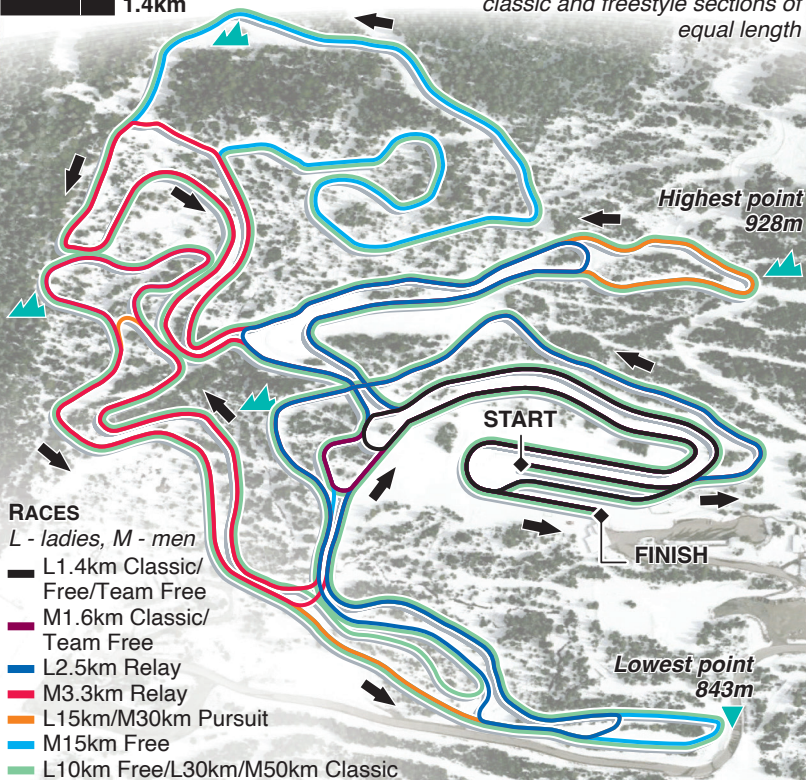 1.4km
classic and freestyle sections of
equal length
Highest point
928m
START
FINISH
RACES
L - ladies, M - men
L1.4km Classic/
Free/Team Free
M1.6km Classic/
Team Free
L2.5km Relay
M3.3km Relay
L15km/M30km Pursuit
M15km Free
L10km Free/L30km/M50km Classic
Lowest point
843m